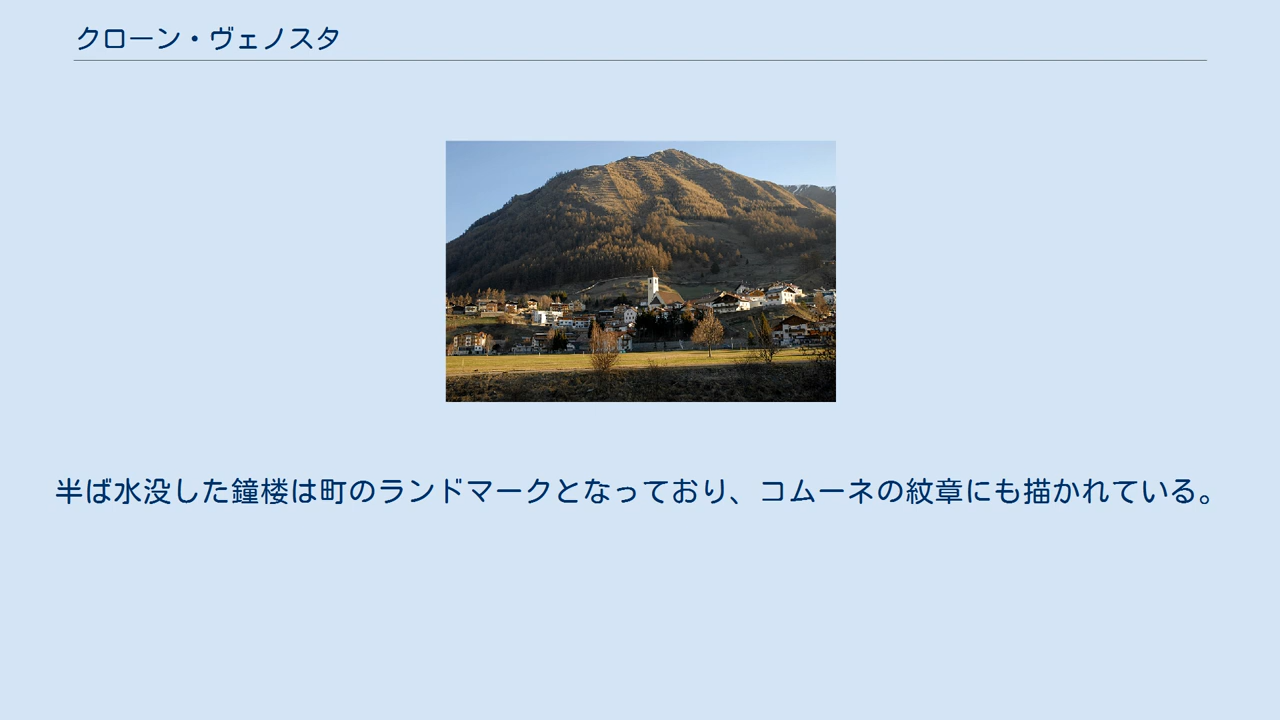 クローン・ヴェノスタ
半ば水没した鐘楼は町のランドマークとなっており、コムーネの紋章にも描かれている。